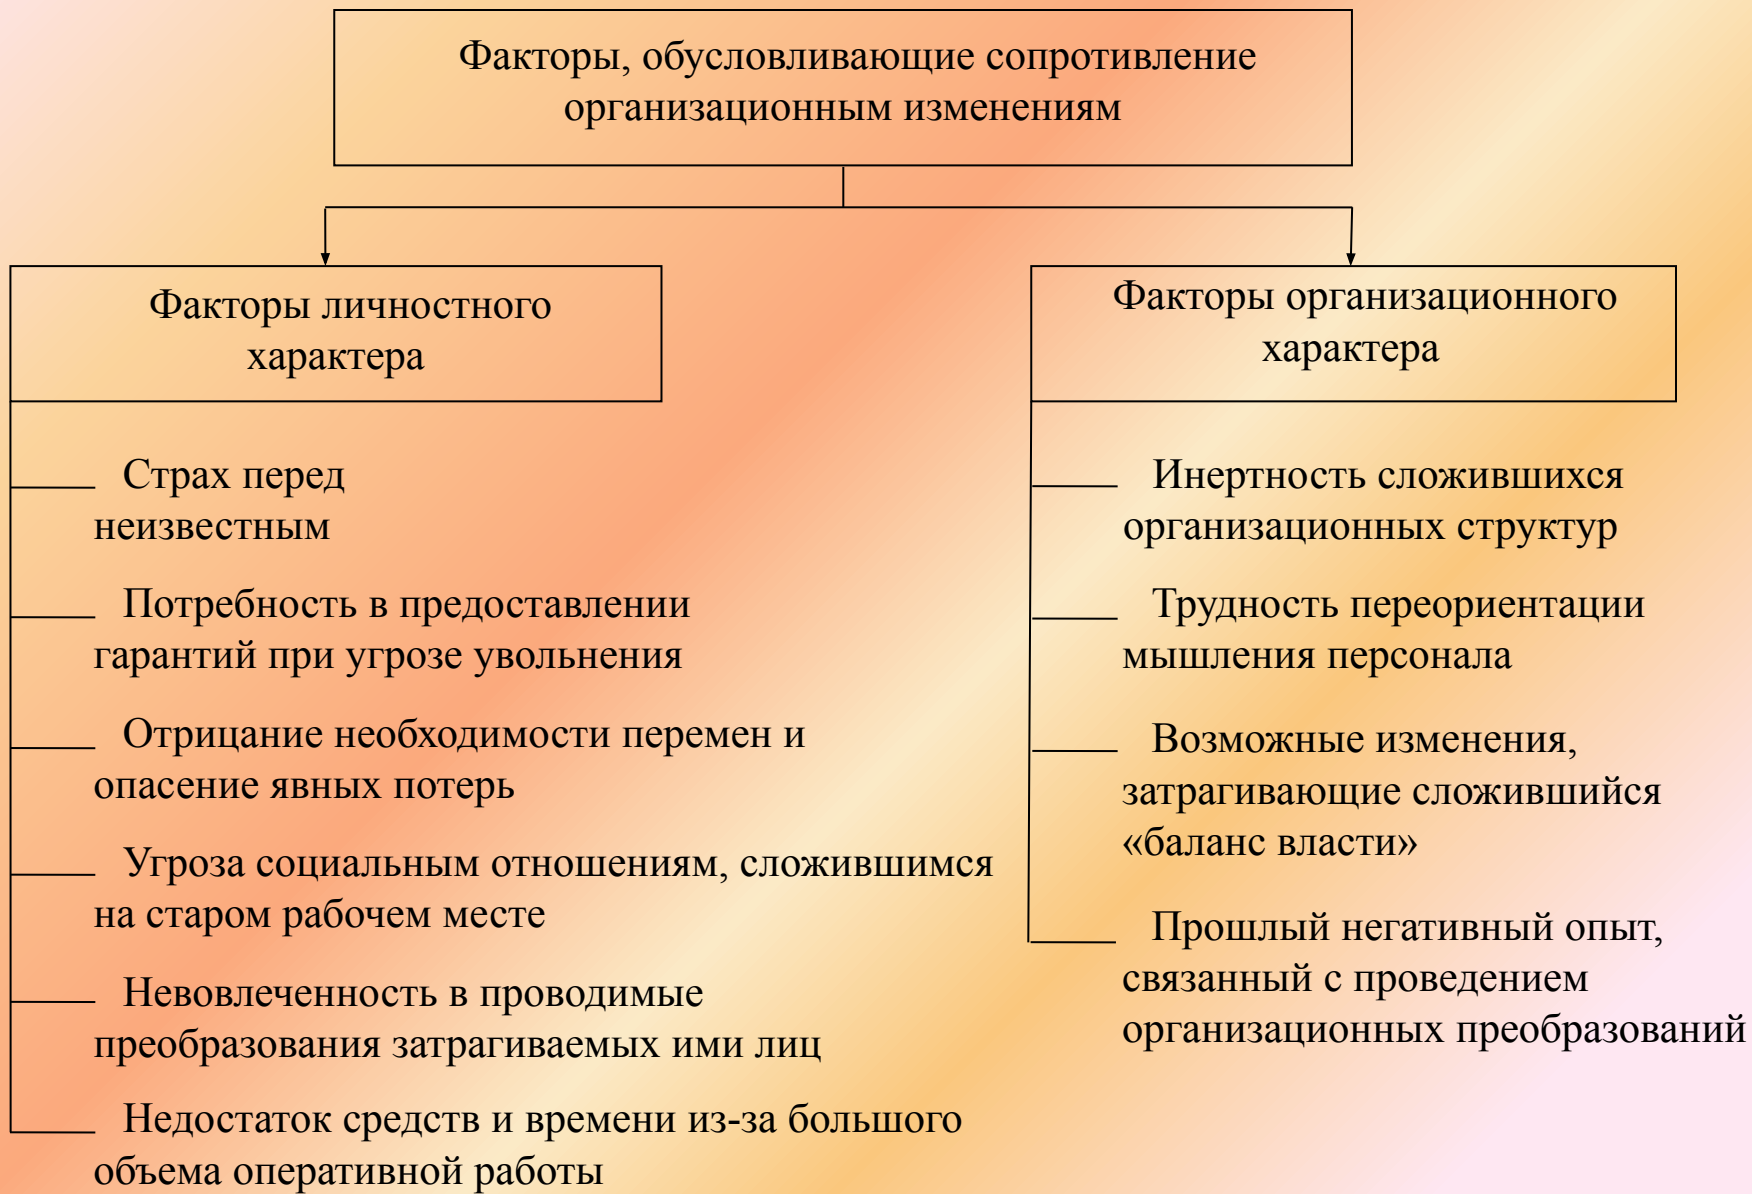 Факторы, обусловливающие сопротивление
организационным изменениям
Факторы личностного
характера
Страх перед
неизвестным
Потребность в предоставлении
гарантий при угрозе увольнения
Отрицание необходимости перемен и
опасение явных потерь
Угроза социальным отношениям, сложившимся
на старом рабочем месте
Невовлеченность в проводимые
преобразования затрагиваемых ими лиц
Недостаток средств и времени из-за большого
объема оперативной работы
Факторы организационного
характера
Инертность сложившихся
организационных структур
Трудность переориентации
мышления персонала
Возможные изменения,
затрагивающие сложившийся
«баланс власти»
Прошлый негативный опыт,
связанный с проведением
организационных преобразований